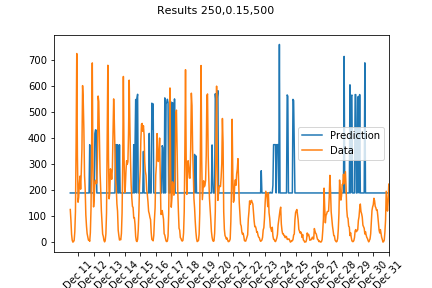 Results 250,0.15,500
700
600
500
400
300
200
100
0
Prediction
Data
Dec 11
Dec 12
Dec 13
Dec 14
Dec 15
Dec 16
Dec 17
Dec 18
Dec 19
Dec 20
Dec 21
Dec 22
Dec 23
Dec 24
Dec 25
Dec 26
Dec 27
Dec 28
Dec 29
Dec 30
Dec 31